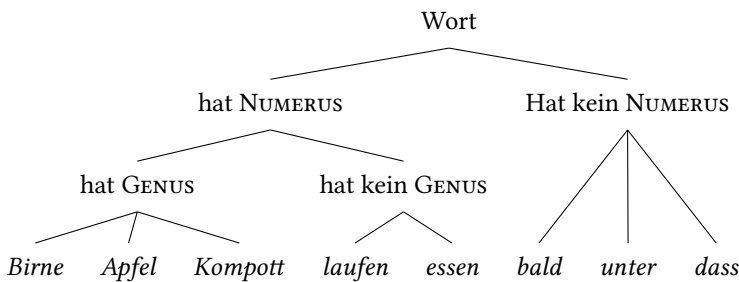 Wort
hat Numerus Hat kein Numerus
hat Genus hat kein Genus
Birne Apfel Kompott laufen essen bald unter dass